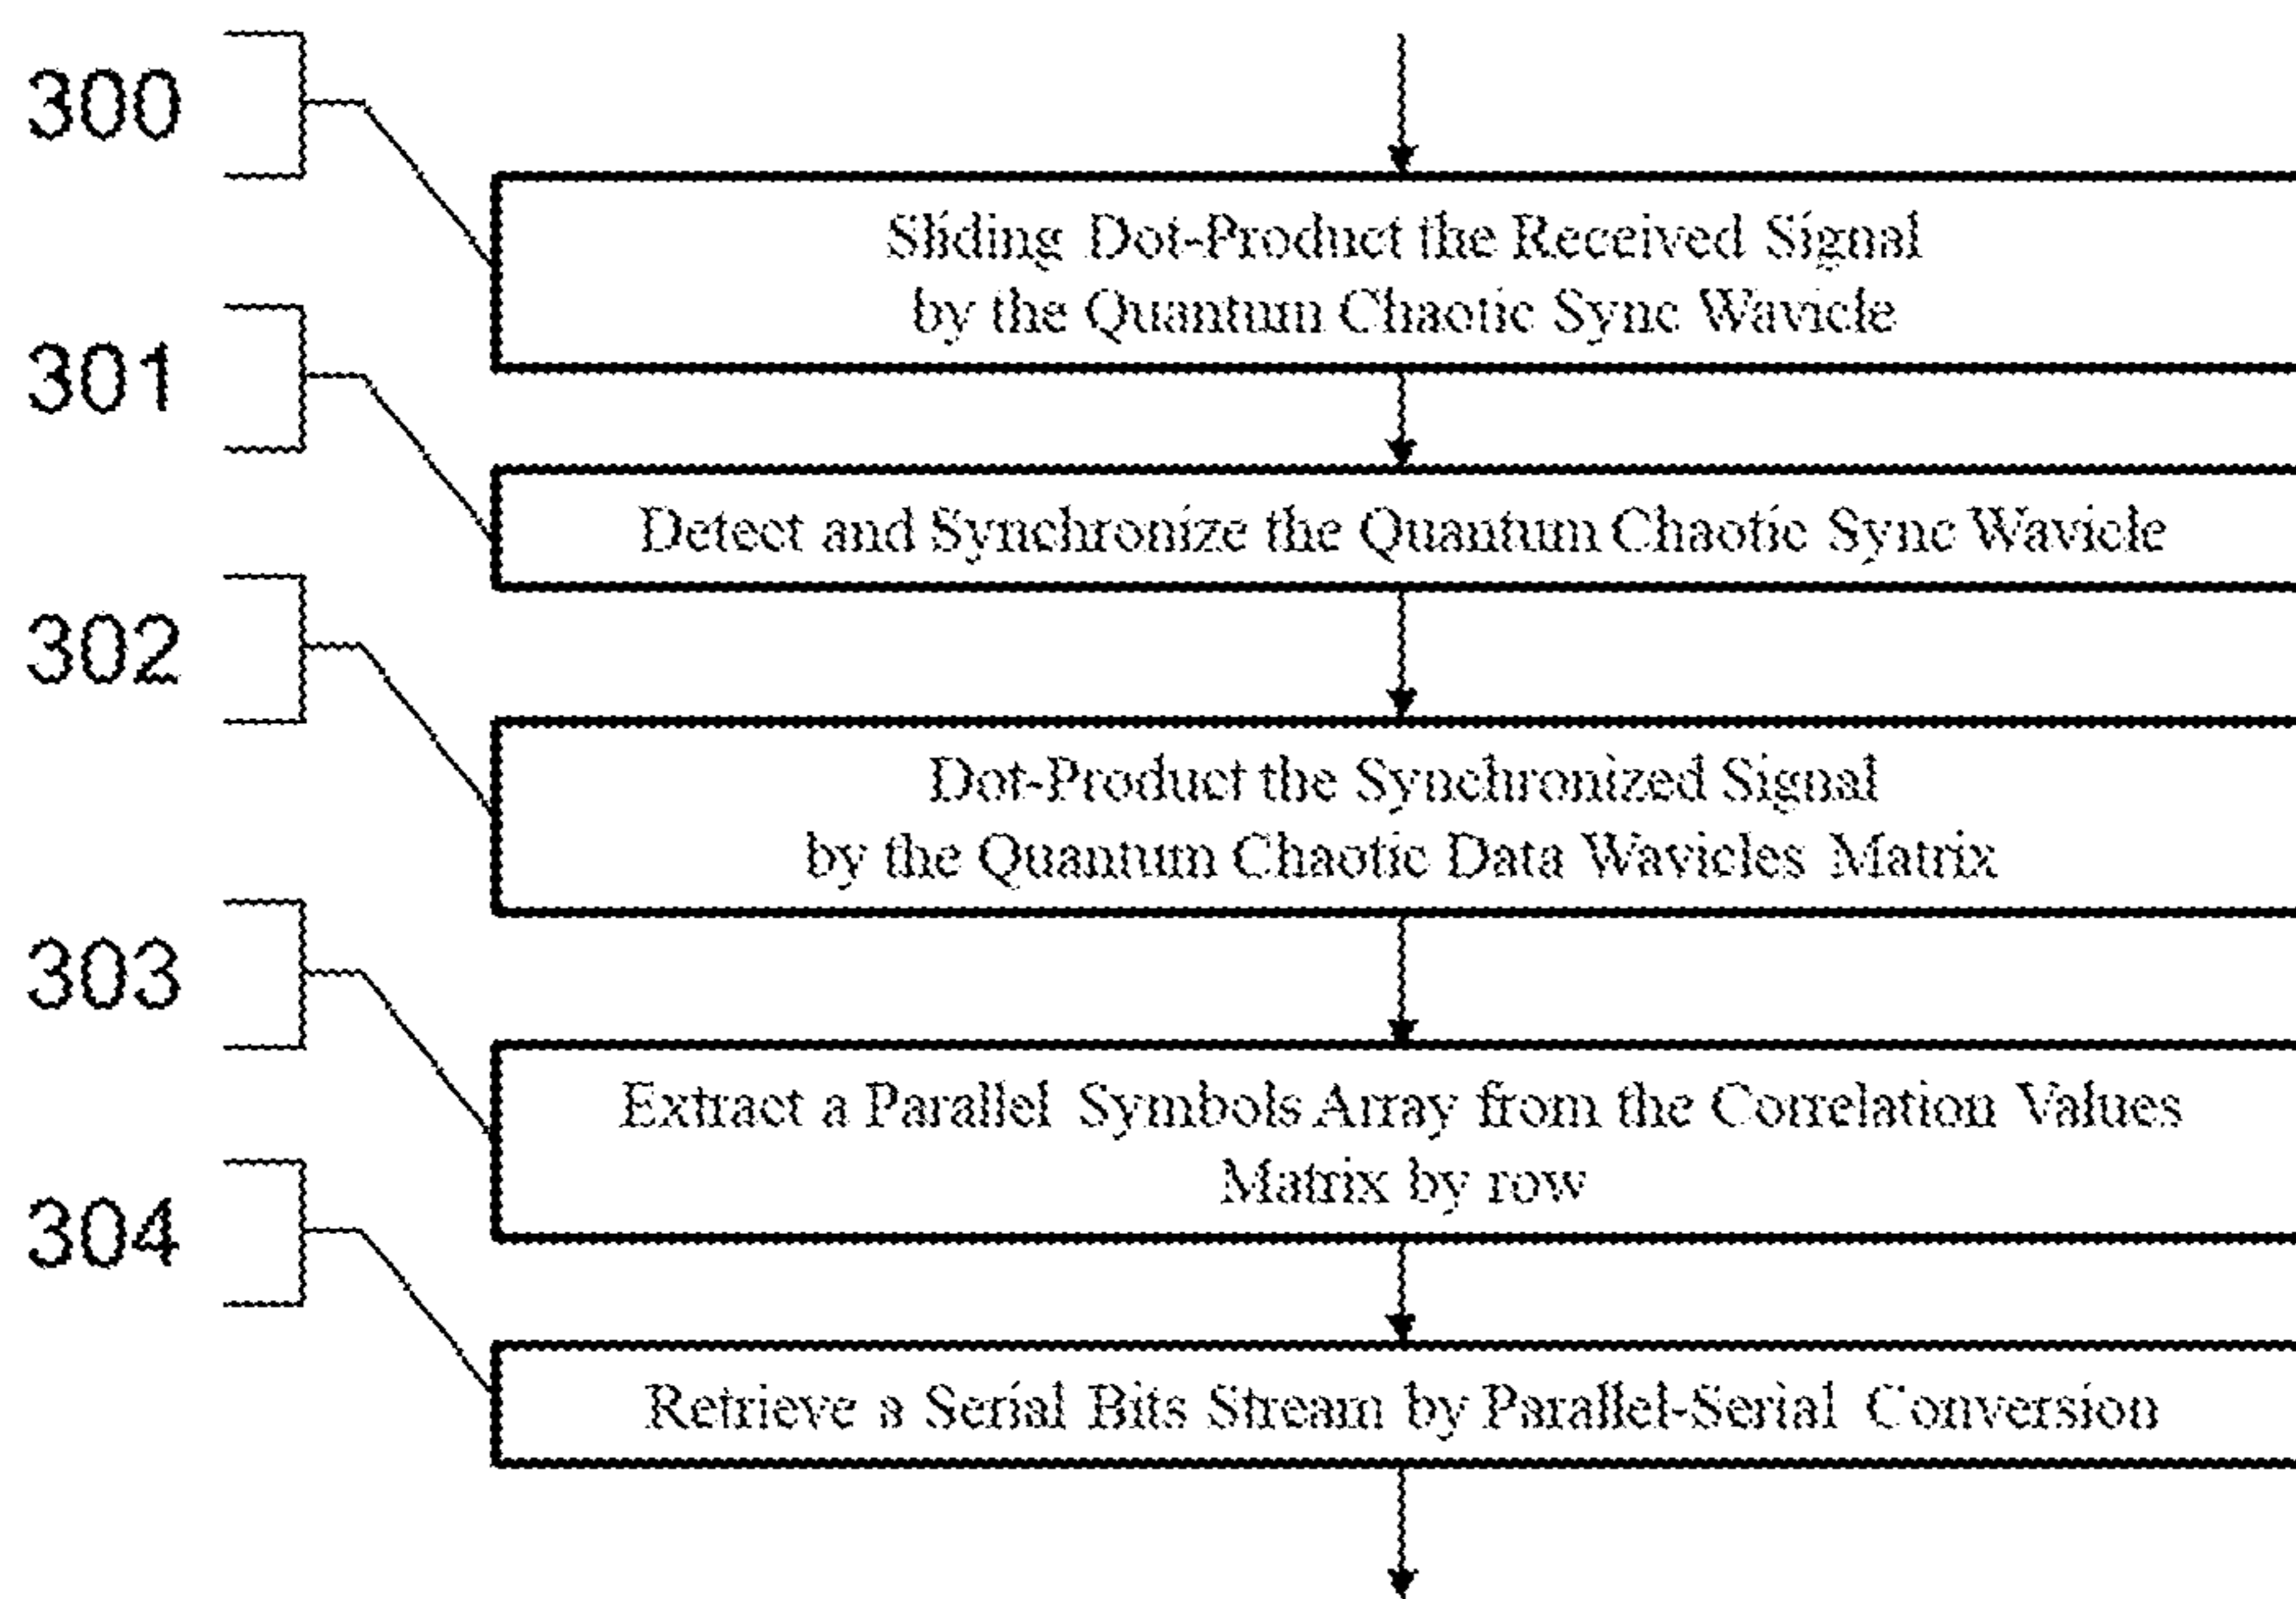 300
Sliding Dot-Product the Received Signal
by the Quantum Chaotic Sync Wavicle
301
Detect and Synchronize the Quantum Chaotic Sync Wavicle
302
Dot-Product the Synchronized Signal
by the Quantum Chaotic Data Wavicles Matrix
303
Extract a Parallel Symbols Array from the Correlation Values
Matrix by row
304
Retrieve a Serial Bits Stream by Parallel-Serial Conversion